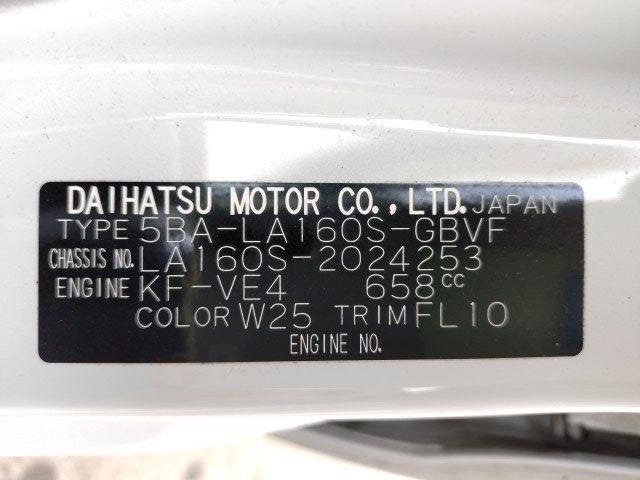 DAIHATSU MOTOR CO., LTD. JAPAN
TYPE 5BA-LA160S-GBVF
CHASSIS NO. LA160S-2024253
ENGINE KF-VE4 658cc
COLOR W25 TRIM FL10
ENGINE NO.